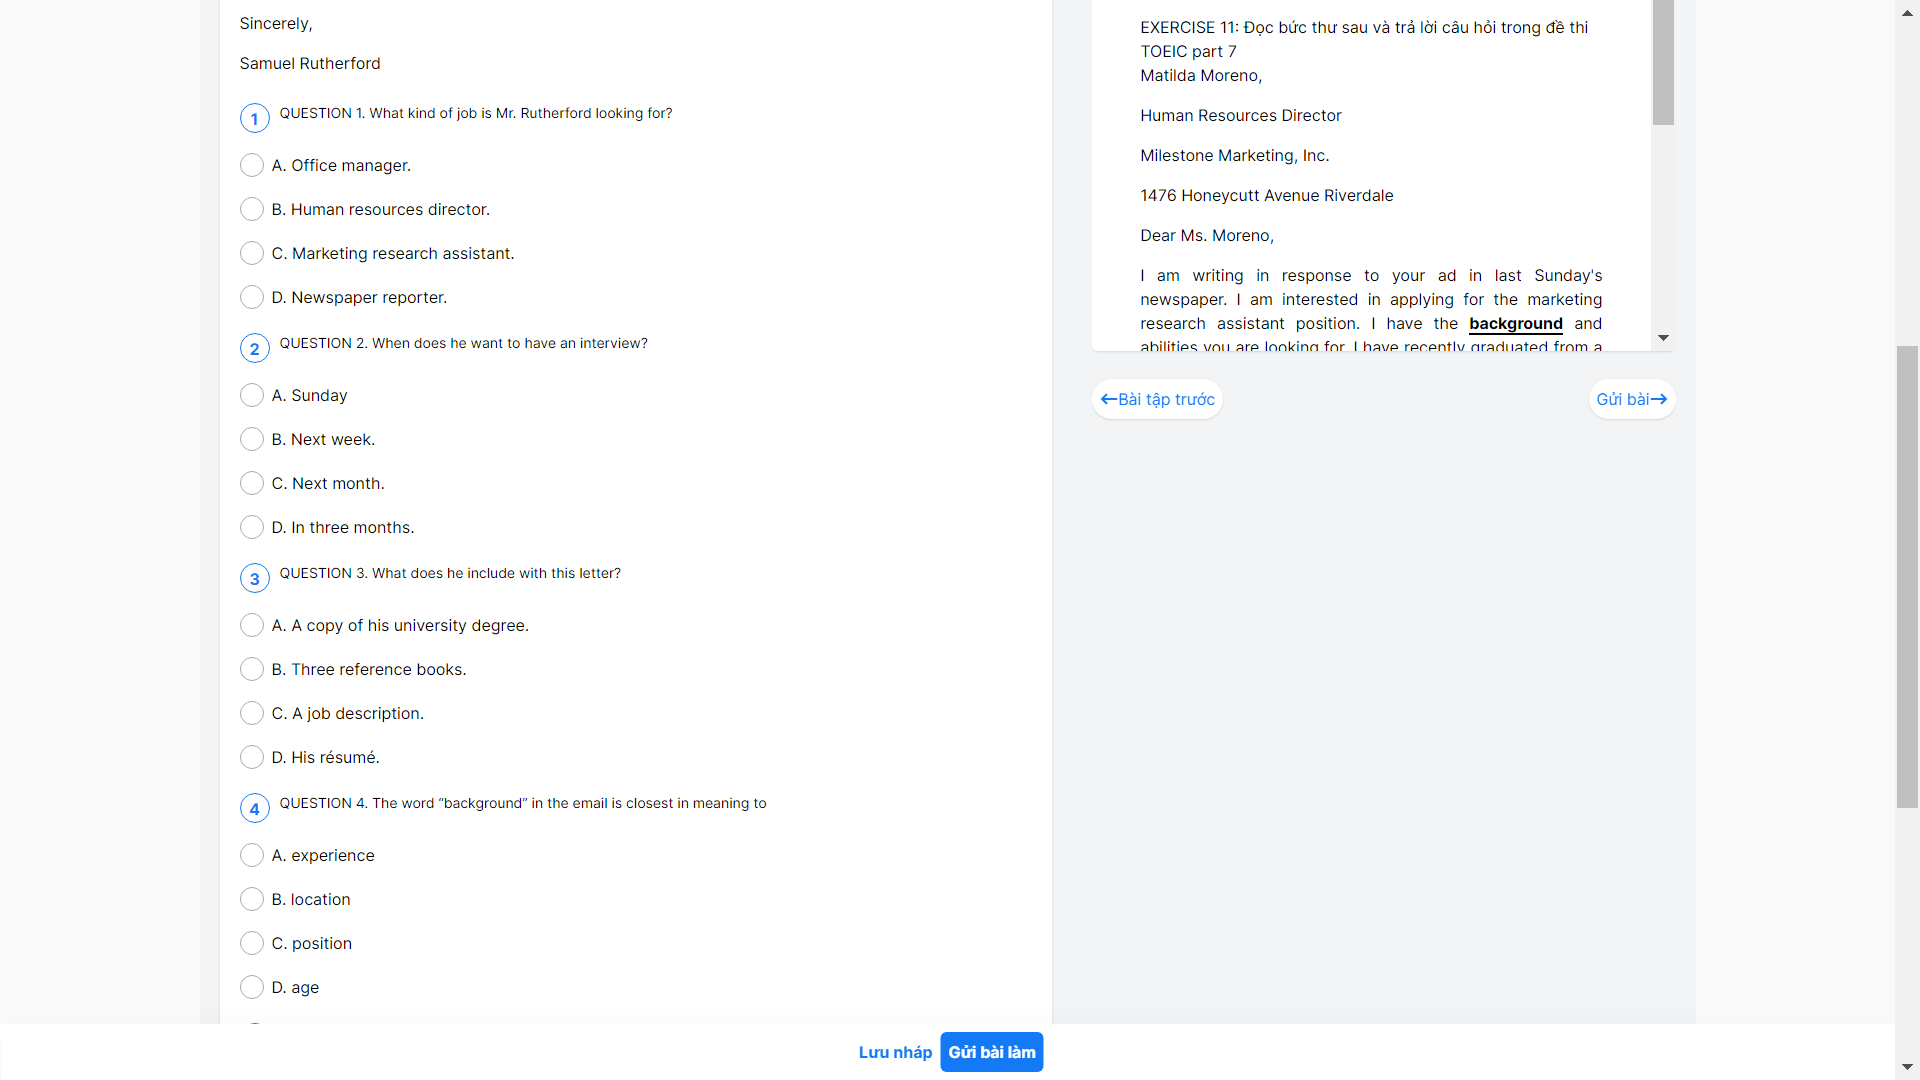 Sincerely,
Samuel Rutherford
1 QUESTION 1. What kind of job is Mr. Rutherford looking for?
A. Office manager.
B. Human resources director.
C. Marketing research assistant.
D. Newspaper reporter.
2 QUESTION 2. When does he want to have an interview?
A. Sunday
B. Next week.
C. Next month.
D. In three months.
3 QUESTION 3. What does he include with this letter?
A. A copy of his university degree.
B. Three reference books.
C. A job description.
D. His résumé.
4 QUESTION 4. The word “background” in the email is closest in meaning to
A. experience
B. location
C. position
D. age
EXERCISE 11: Đọc bức thư sau và trả lời câu hỏi trong đề thi
TOEIC part 7
Matilda Moreno,
Human Resources Director
Milestone Marketing, Inc.
1476 Honeycutt Avenue Riverdale
Dear Ms. Moreno,
I am writing in response to your ad in last Sunday's
newspaper. I am interested in applying for the marketing
research assistant position. I have the background and
abilities you are looking for. I have recently graduated from a
←Bài tập trước
Gửi bài→
Lưu nháp
Gửi bài làm